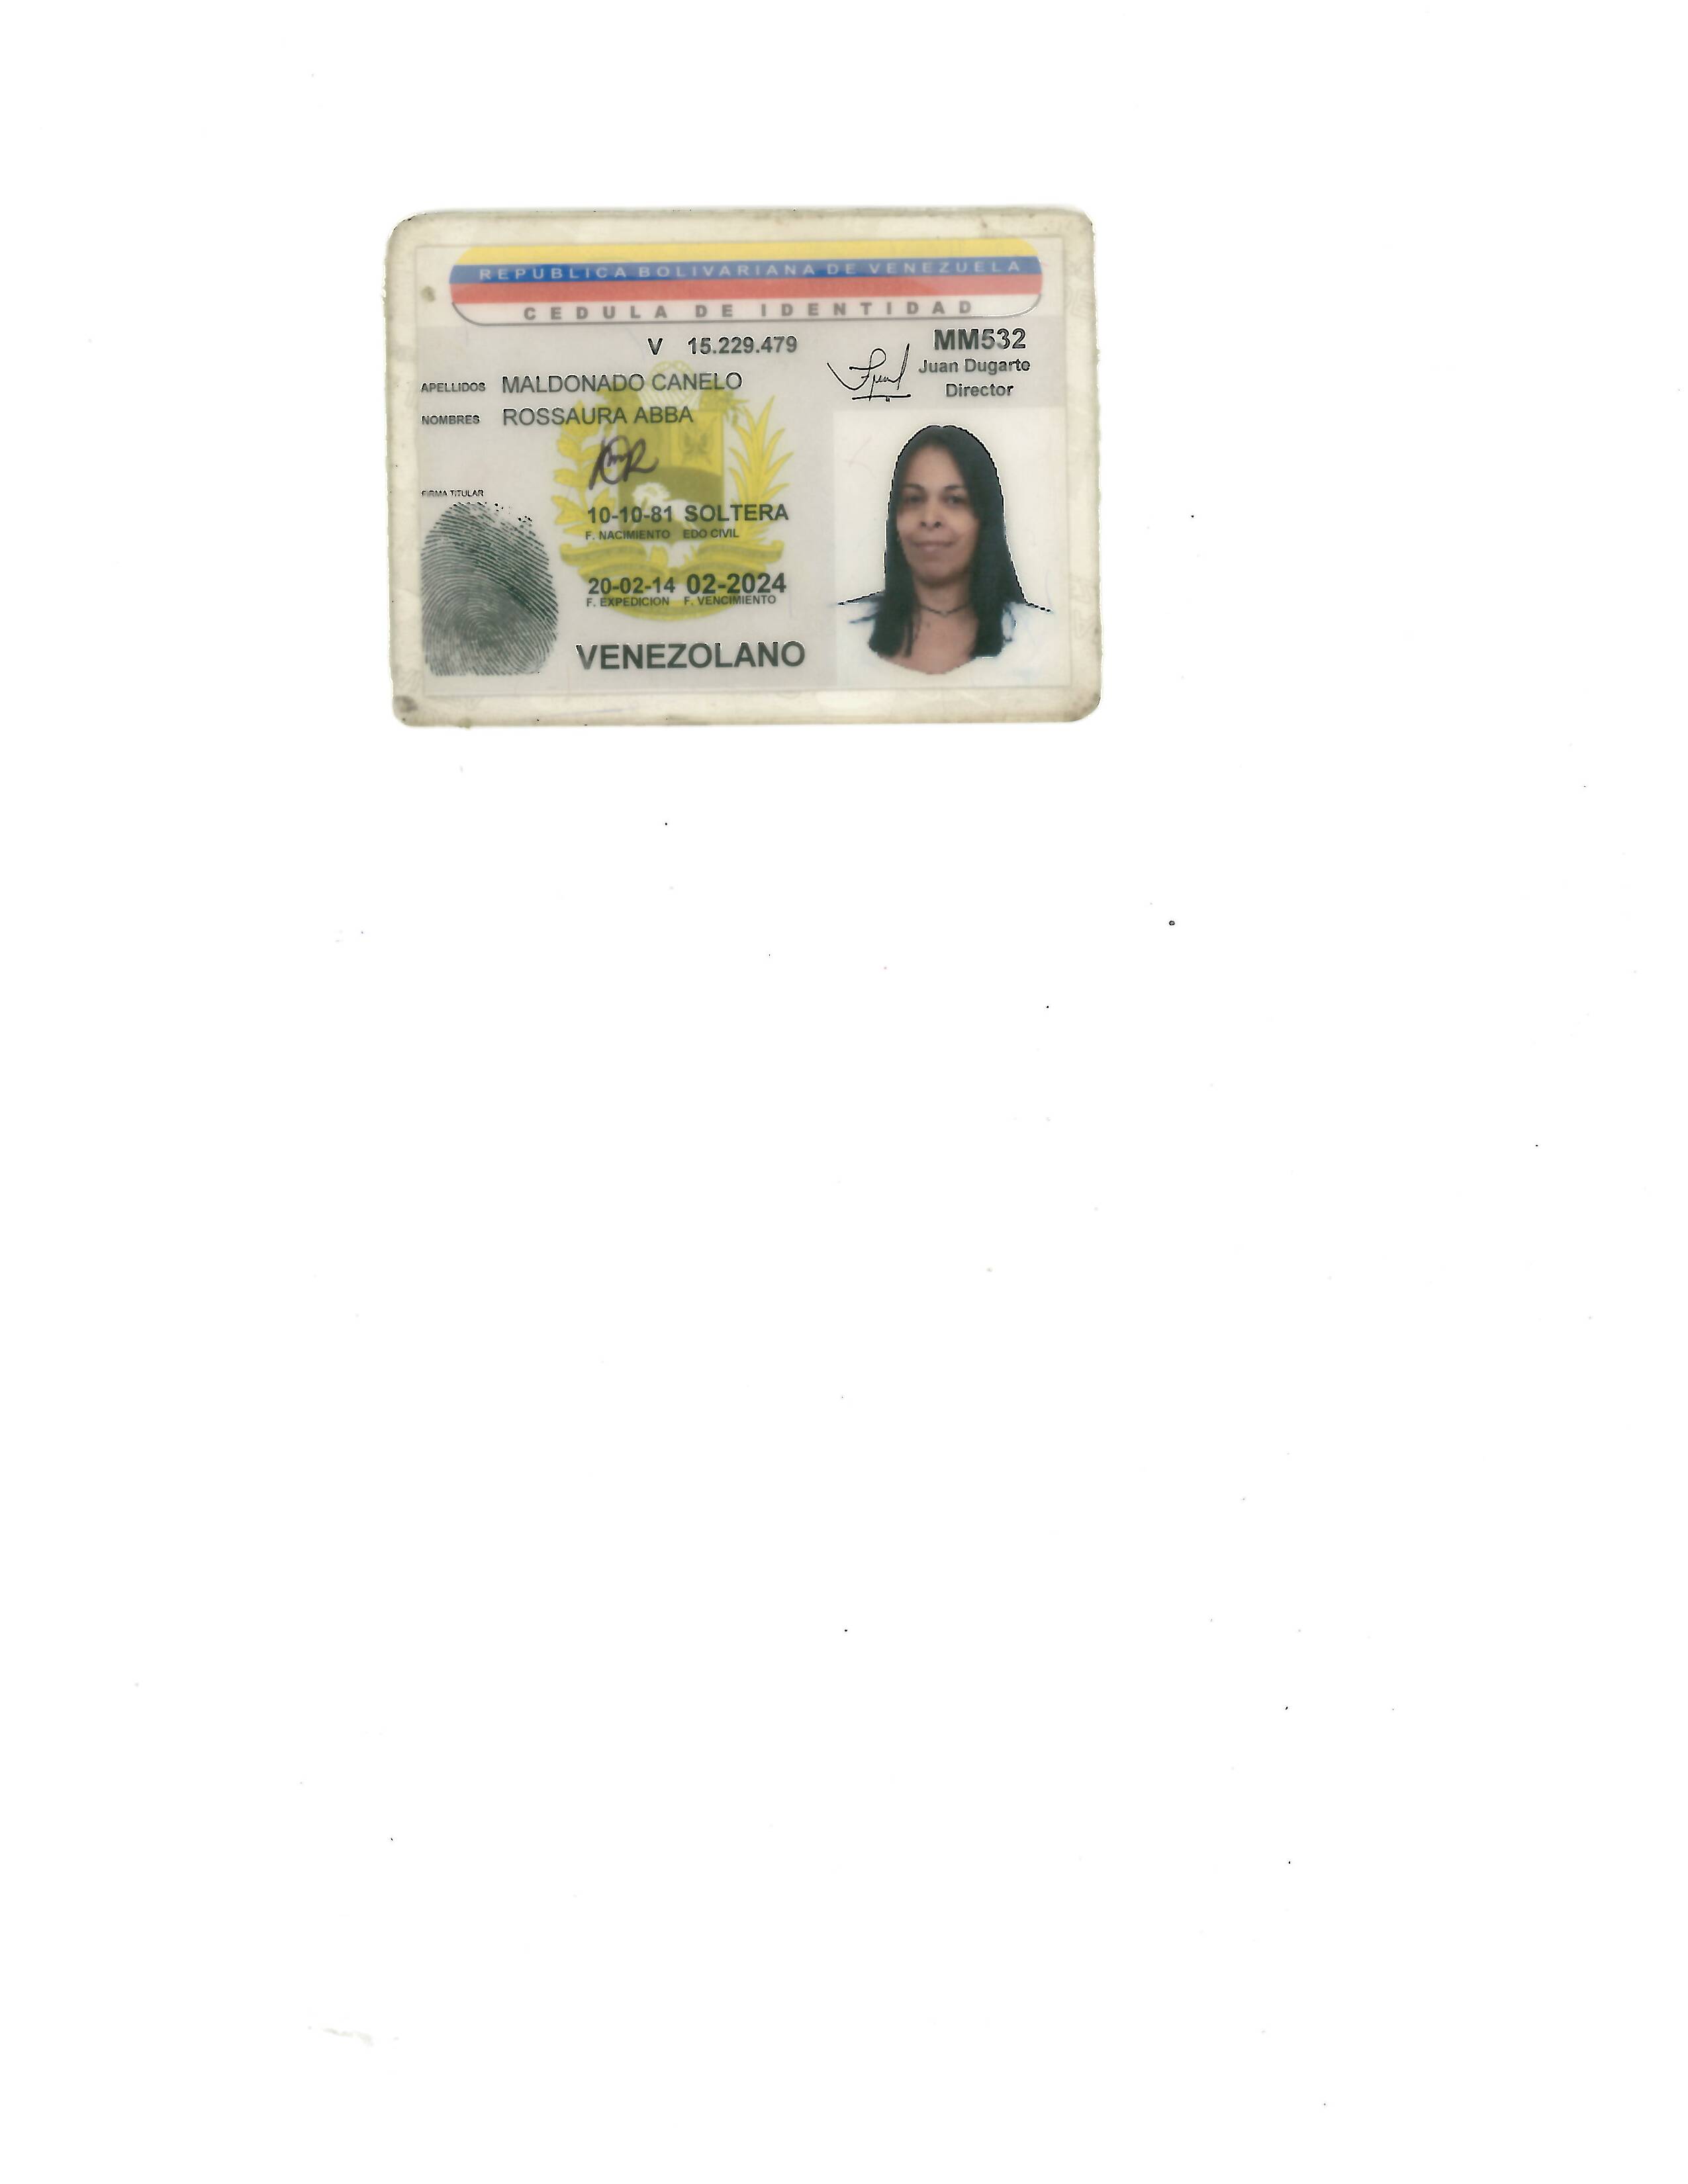 REPUBLICA BOLIVARIANA DE VENEZUELA
CEDULA DE IDENTIDAD
V 15.229.479
MM532
Juan Dugarte
Director
APELLIDOS MALDONADO CANELO
NOMBRES ROSSAURA ABBA
FIRMA TITULAR
10-10-81 SOLTERA
F. NACIMIENTO EDO CIVIL
20-02-14 02-2024
F. EXPEDICION F. VENCIMIENTO
VENEZOLANO